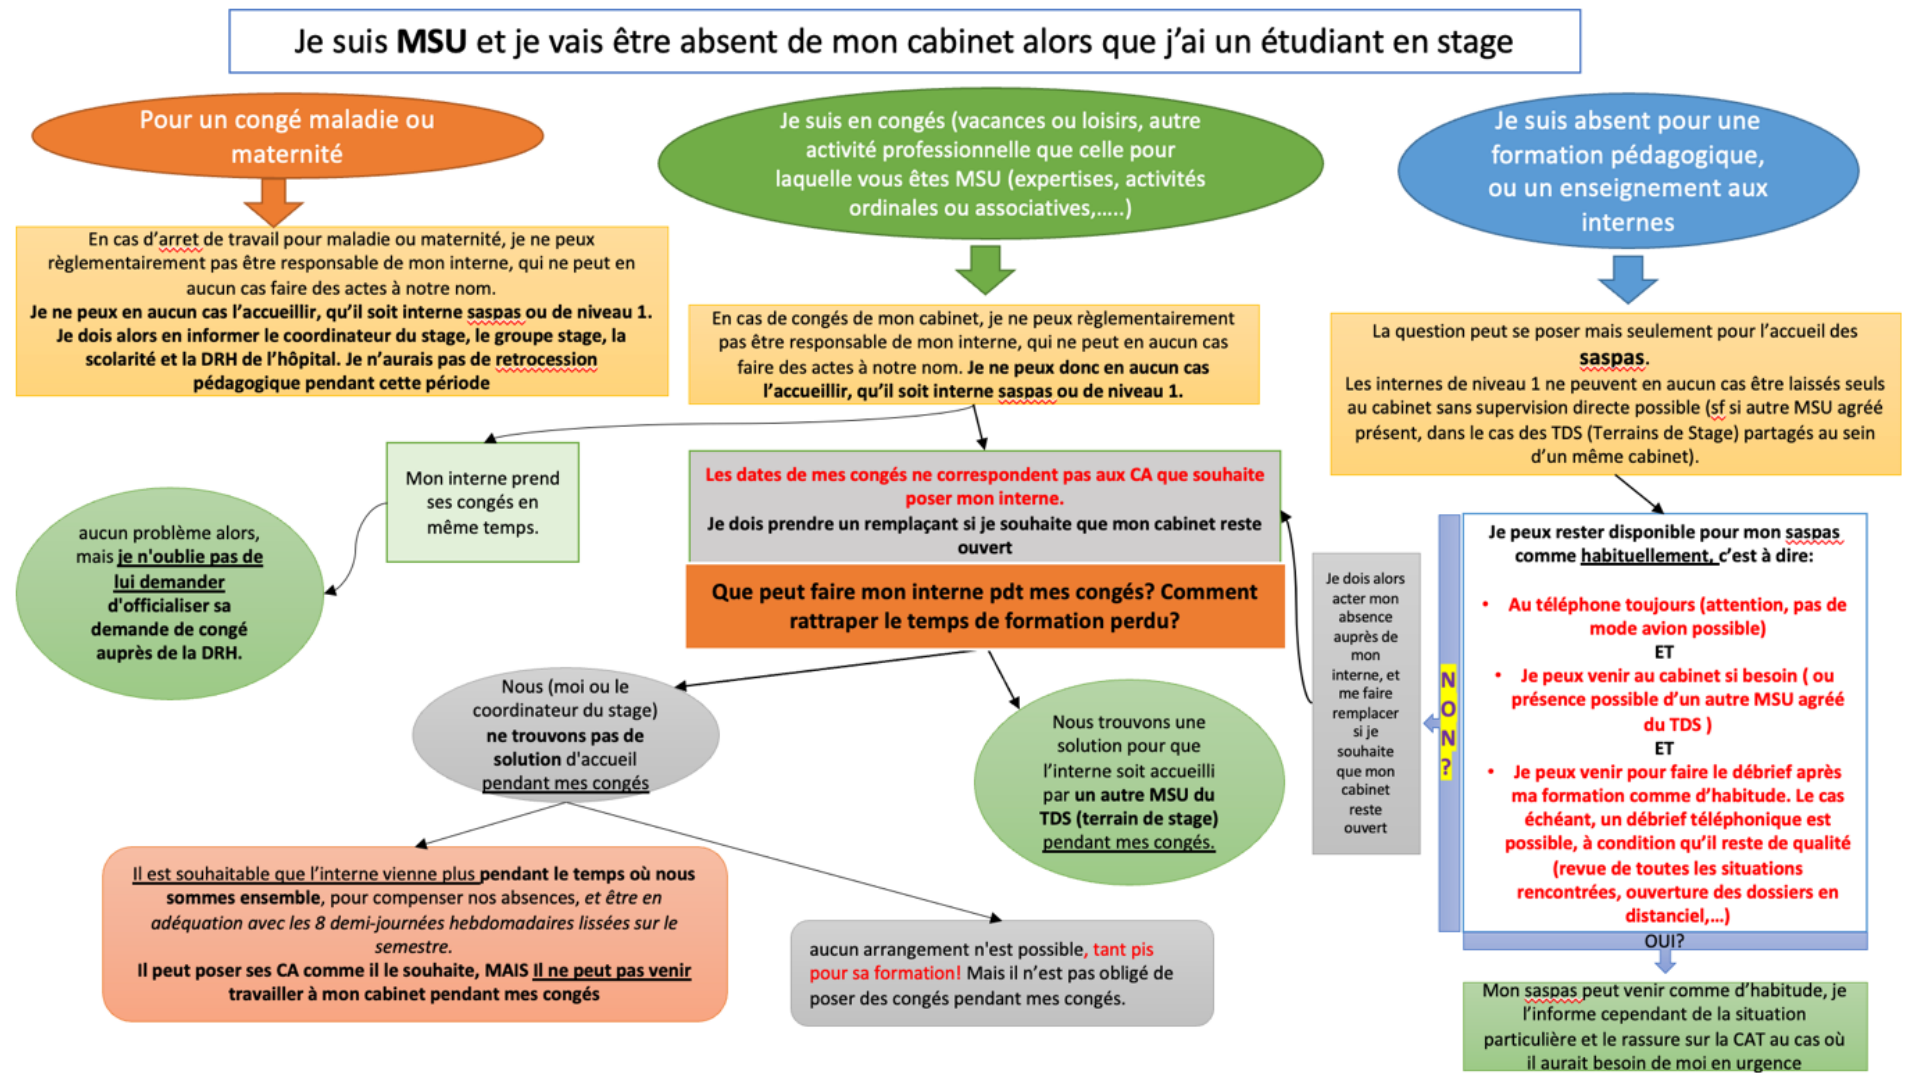 Je suis MSU et je vais être absent de mon cabinet alors que j'ai un étudiant en stage
Pour un congé maladie ou
maternité
En cas d'arret de travail pour maladie ou maternité, je ne peux
règlementairement pas être responsable de mon interne, qui ne peut en
aucun cas faire des actes à notre nom.
Je ne peux en aucun cas l'accueillir, qu'il soit interne saspas ou de niveau 1.
Je dois alors en informer le coordinateur du stage, le groupe stage, la
scolarité et la DRH de l'hôpital. Je n'aurais pas de retrocession
pédagogique pendant cette période
Je suis en congés (vacances ou loisirs, autre
activité professionnelle que celle pour
laquelle vous êtes MSU (expertises, activités
ordinales ou associatives,.....)
En cas de congés de mon cabinet, je ne peux règlementairement
pas être responsable de mon interne, qui ne peut en aucun cas
faire des actes à notre nom. Je ne peux donc en aucun cas
l'accueillir, qu'il soit interne saspas ou de niveau 1.
Mon interne prend
ses congés en
même temps.
aucun problème alors,
mais je n'oublie pas de
lui demander
d'officialiser sa
demande de congé
auprès de la DRH.
Les dates de mes congés ne correspondent pas aux CA que souhaite
poser mon interne.
Je dois prendre un remplaçant si je souhaite que mon cabinet reste
ouvert
Que peut faire mon interne pdt mes congés? Comment
rattraper le temps de formation perdu?
Nous (moi ou le
coordinateur du stage)
ne trouvons pas de
solution d'accueil
pendant mes congés
Nous trouvons une
solution pour que
l'interne soit accueilli
par un autre MSU du
TDS (terrain de stage)
pendant mes congés.
Il est souhaitable que l'interne vienne plus pendant le temps où nous
sommes ensemble, pour compenser nos absences, et être en
adéquation avec les 8 demi-journées hebdomadaires lissées sur le
semestre.
Il peut poser ses CA comme il le souhaite, MAIS Il ne peut pas venir
travailler à mon cabinet pendant mes congés
aucun arrangement n'est possible, tant pis
pour sa formation! Mais il n'est pas obligé de
poser des congés pendant mes congés.
Je suis absent pour une
formation pédagogique,
ou un enseignement aux
internes
La question peut se poser mais seulement pour l'accueil des
saspas.
Les internes de niveau 1 ne peuvent en aucun cas être laissés seuls
au cabinet sans supervision directe possible (sf si autre MSU agréé
présent, dans le cas des TDS (Terrains de Stage) partagés au sein
d'un même cabinet).
Je peux rester disponible pour mon saspas
comme habituellement, c'est à dire:
• Au téléphone toujours (attention, pas de
mode avion possible)
ET
• Je peux venir au cabinet si besoin ( ou
présence possible d'un autre MSU agréé
du TDS )
ET
• Je peux venir pour faire le débrief après
ma formation comme d'habitude. Le cas
échéant, un débrief téléphonique est
possible, à condition qu'il reste de qualité
(revue de toutes les situations
rencontrées, ouverture des dossiers en
distanciel,...)
N
O
N
?
Je dois alors
acter mon
absence
auprès de
mon
interne, et
me faire
remplacer
si je
souhaite
que mon
cabinet
reste
ouvert
OUI?
Mon saspas peut venir comme d'habitude, je
l'informe cependant de la situation
particulière et le rassure sur la CAT au cas où
il aurait besoin de moi en urgence